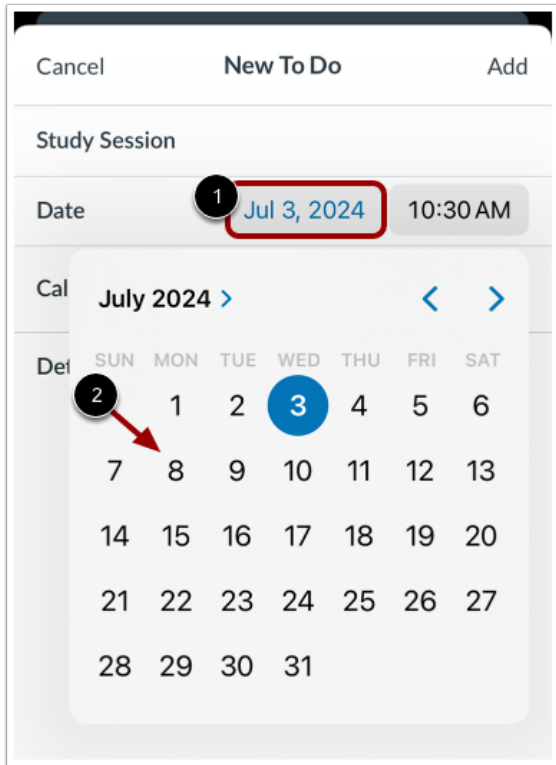 Cancel New To Do Add
Study Session
Date 1 Jul 3, 2024 10:30 AM
Cal July 2024 > < >
Det SUN MON TUE WED THU FRI SAT
2 1 2 3 4 5 6
7 8 9 10 11 12 13
14 15 16 17 18 19 20
21 22 23 24 25 26 27
28 29 30 31